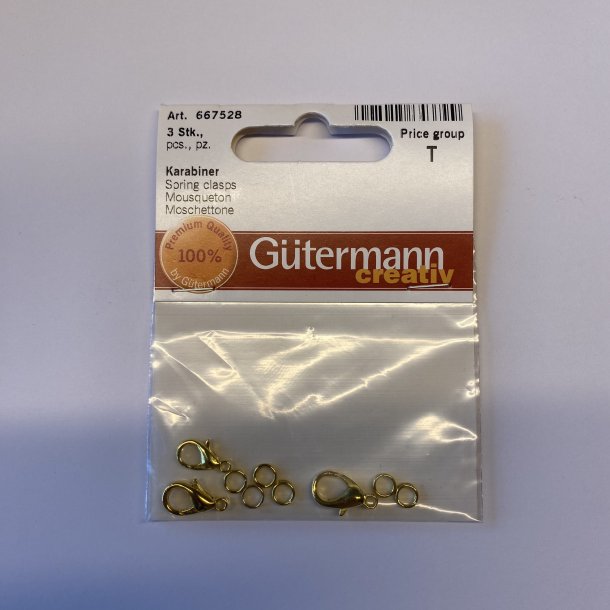 Art. 667528
3 Stk.,
pcs., pz.
Price group
T
Karabiner
Spring clasps
Mousqueton
Moschettone
Premium Quality
100%
by Gütermann
Gütermann
creativ